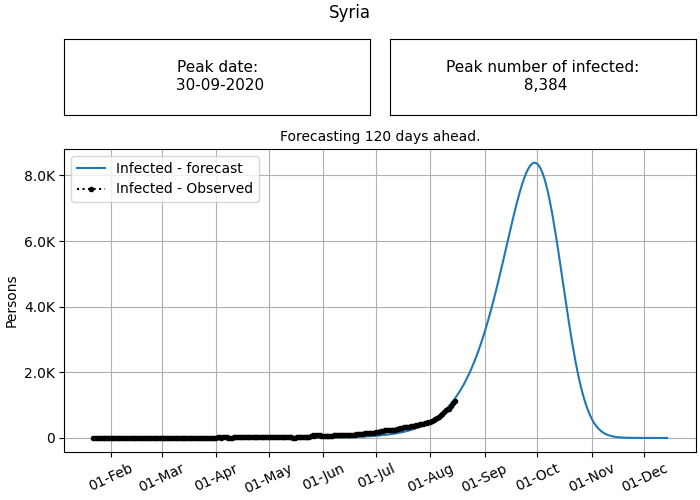 Syria
Peak date:
30-09-2020
Peak number of infected:
8,384
Forecasting 120 days ahead.
Infected - forecast
Infected - Observed
Persons
8.0K
6.0K
4.0K
2.0K
0
01-Feb
01-Mar
01-Apr
01-May
01-Jun
01-Jul
01-Aug
01-Sep
01-Oct
01-Nov
01-Dec